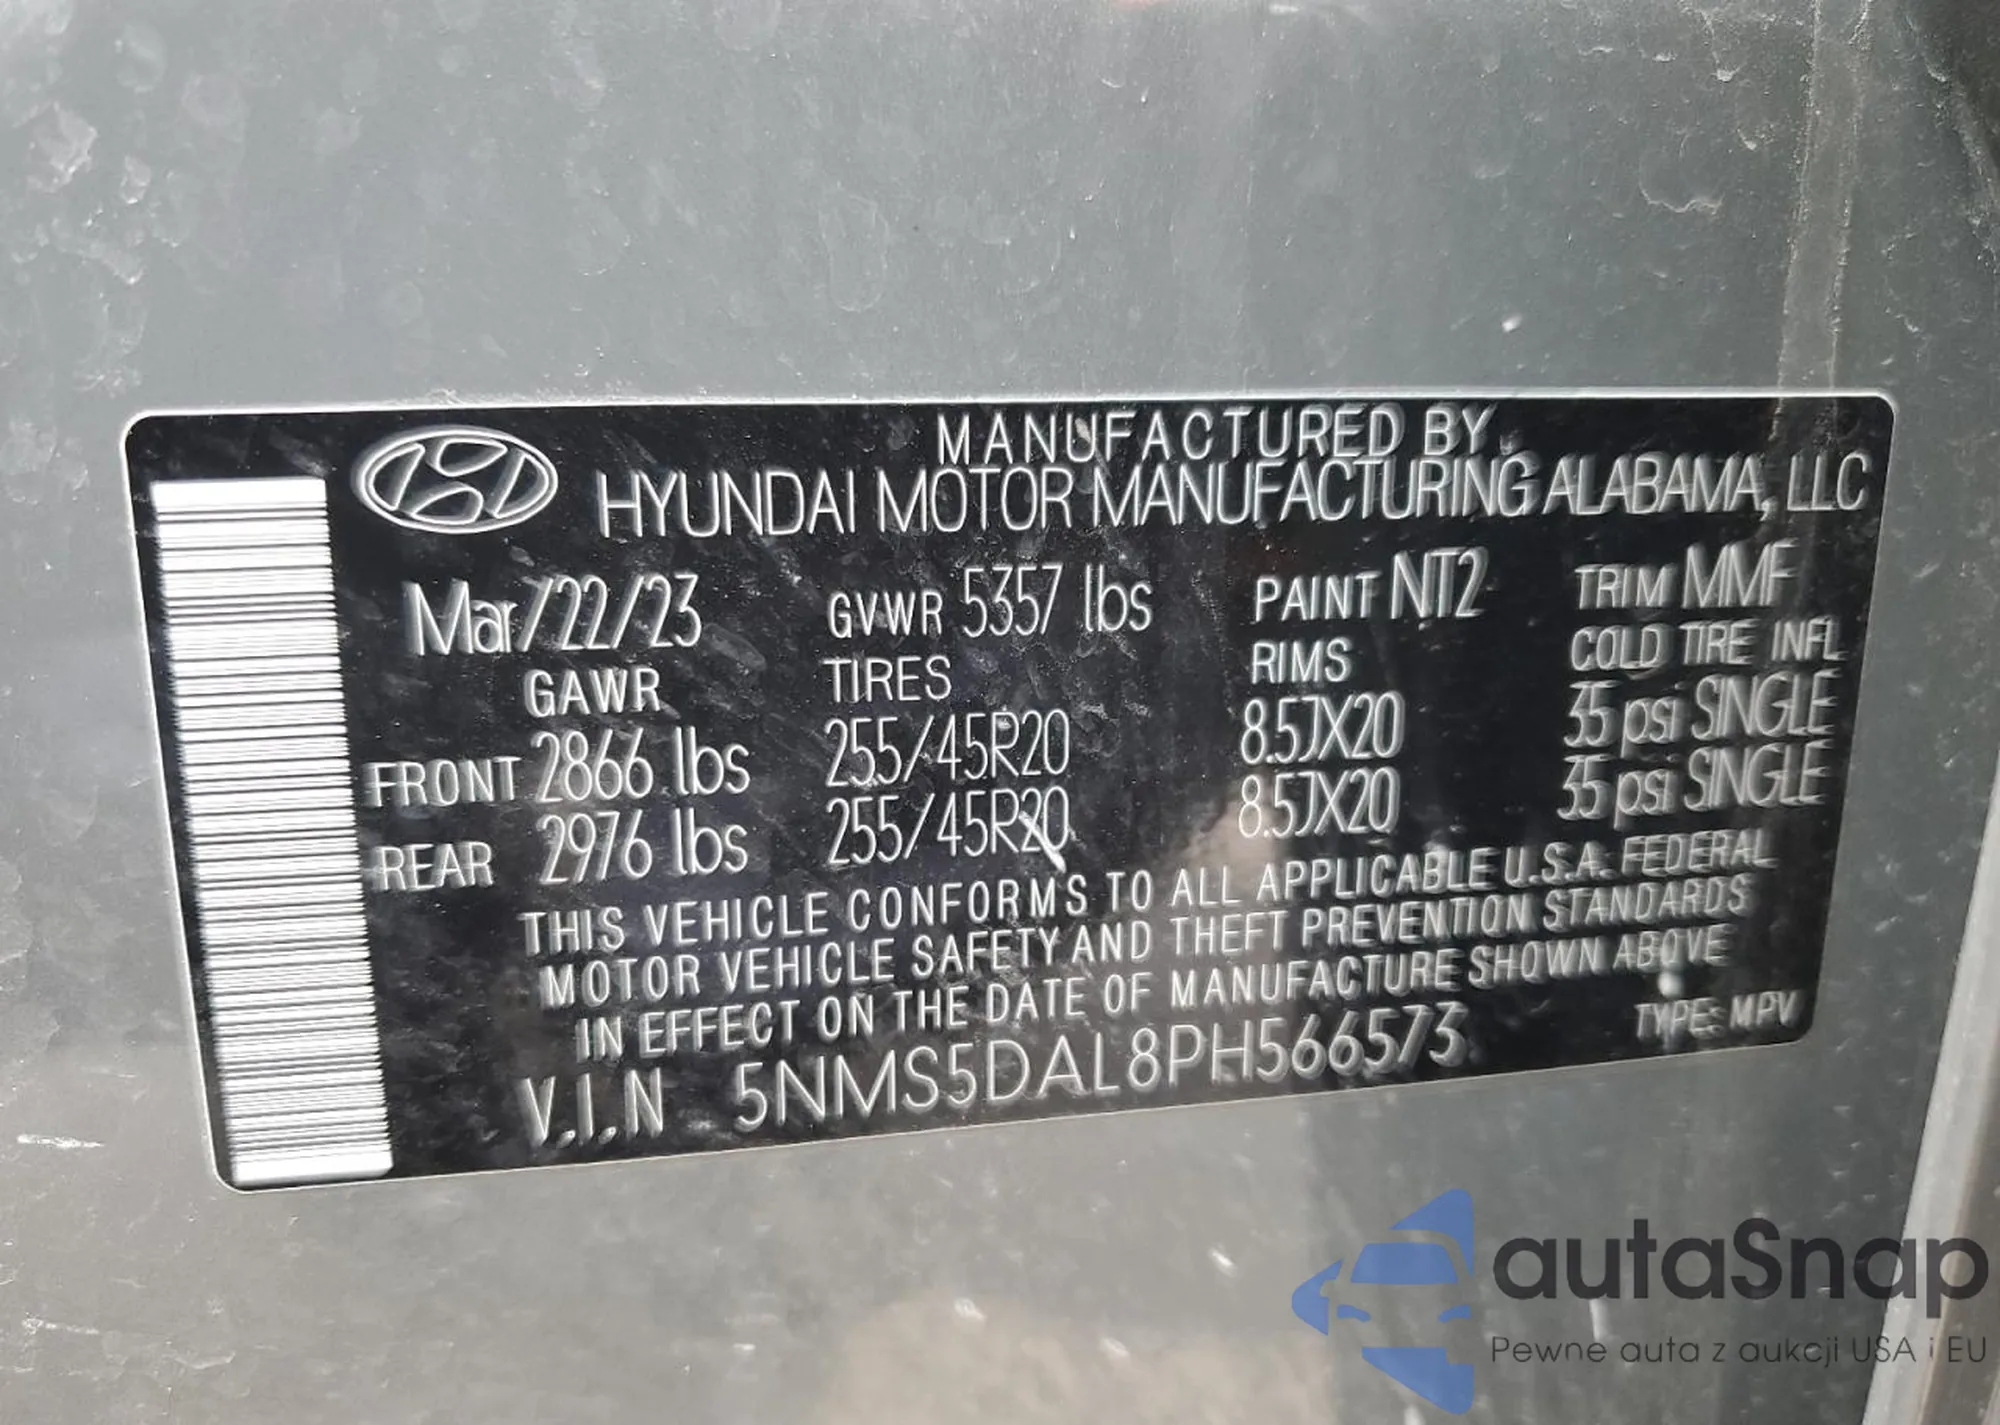 MANUFACTURED BY
HYUNDAI MOTOR MANUFACTURING ALABAMA, LLC
Mar/22/23 GVWR 5357 lbs PAINT NT2 TRIM MMF
GAWR TIRES RIMS COLD TIRE INFL
FRONT 2866 lbs 255/45R20 8.5JX20 35 psi SINGLE
REAR 2976 lbs 255/45R20 8.5JX20 35 psi SINGLE
THIS VEHICLE CONFORMS TO ALL APPLICABLE U.S.A. FEDERAL
MOTOR VEHICLE SAFETY AND THEFT PREVENTION STANDARDS
IN EFFECT ON THE DATE OF MANUFACTURE SHOWN ABOVE
V.I.N 5NMS5DAL8PH566573 TYPE: MPV
autaSnap
Pewne auta z aukcji USA i EU